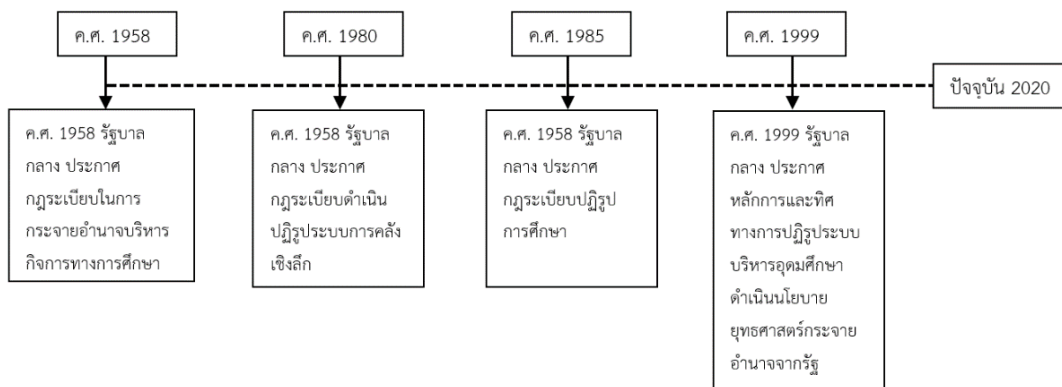 ค.ศ. 1958
ค.ศ. 1980
ค.ศ. 1985
ค.ศ. 1999
ปัจจุบัน 2020
ค.ศ. 1958 รัฐบาล
กลาง ประกาศ
กฎระเบียบในการ
กระจายอำนาจบริหาร
กิจการทางการศึกษา
ค.ศ. 1958 รัฐบาล
กลาง ประกาศ
กฎระเบียบดำเนิน
ปฏิรูประบบการคลัง
เชิงลึก
ค.ศ. 1958 รัฐบาล
กลาง ประกาศ
กฎระเบียบปฏิรูป
การศึกษา
ค.ศ. 1999 รัฐบาล
กลาง ประกาศ
หลักการและทิศ
ทางการปฏิรูประบบ
บริหารอุดมศึกษา
ดำเนินนโยบาย
ยุทธศาสตร์กระจาย
อำนาจจากรัฐ